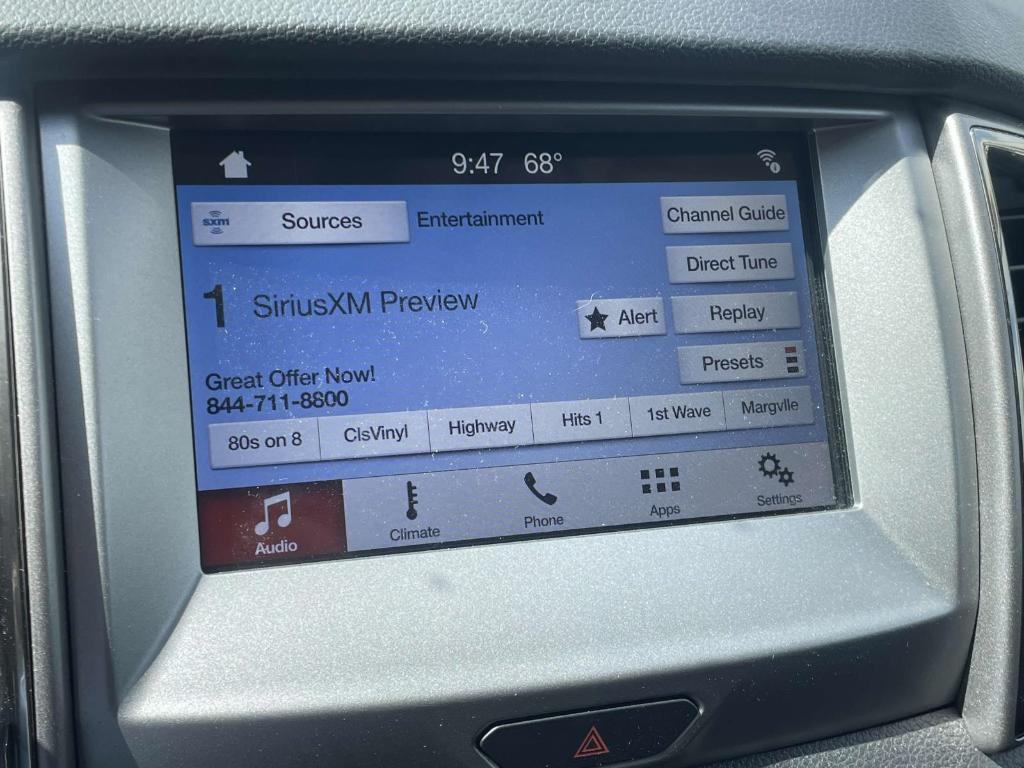 9:47 68°
sxm Sources Entertainment Channel Guide
Direct Tune
1 SiriusXM Preview Alert Replay
Presets
Great Offer Now!
844-711-8800
80s on 8 ClsVinyl Highway Hits 1 1st Wave Margvlle
Audio Climate Phone Apps Settings